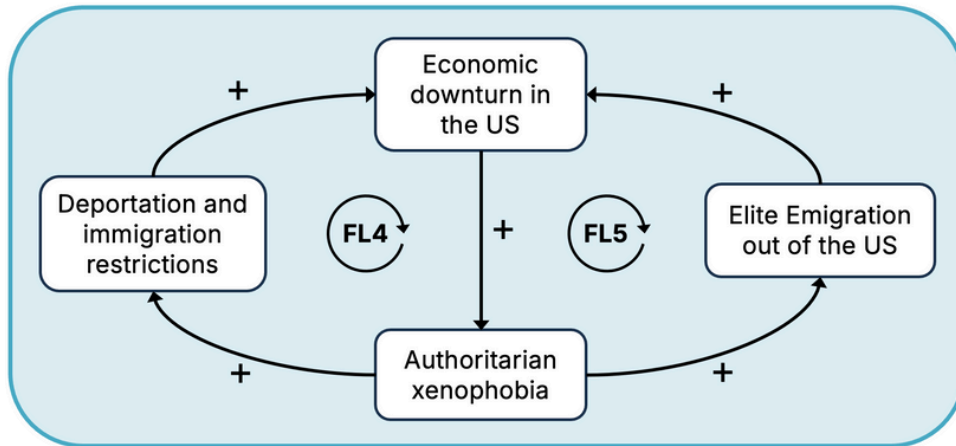 Economic
downturn in
the US
+
+
Deportation and
immigration
restrictions
FL4
+
FL5
Elite Emigration
out of the US
Authoritarian
xenophobia
+
+